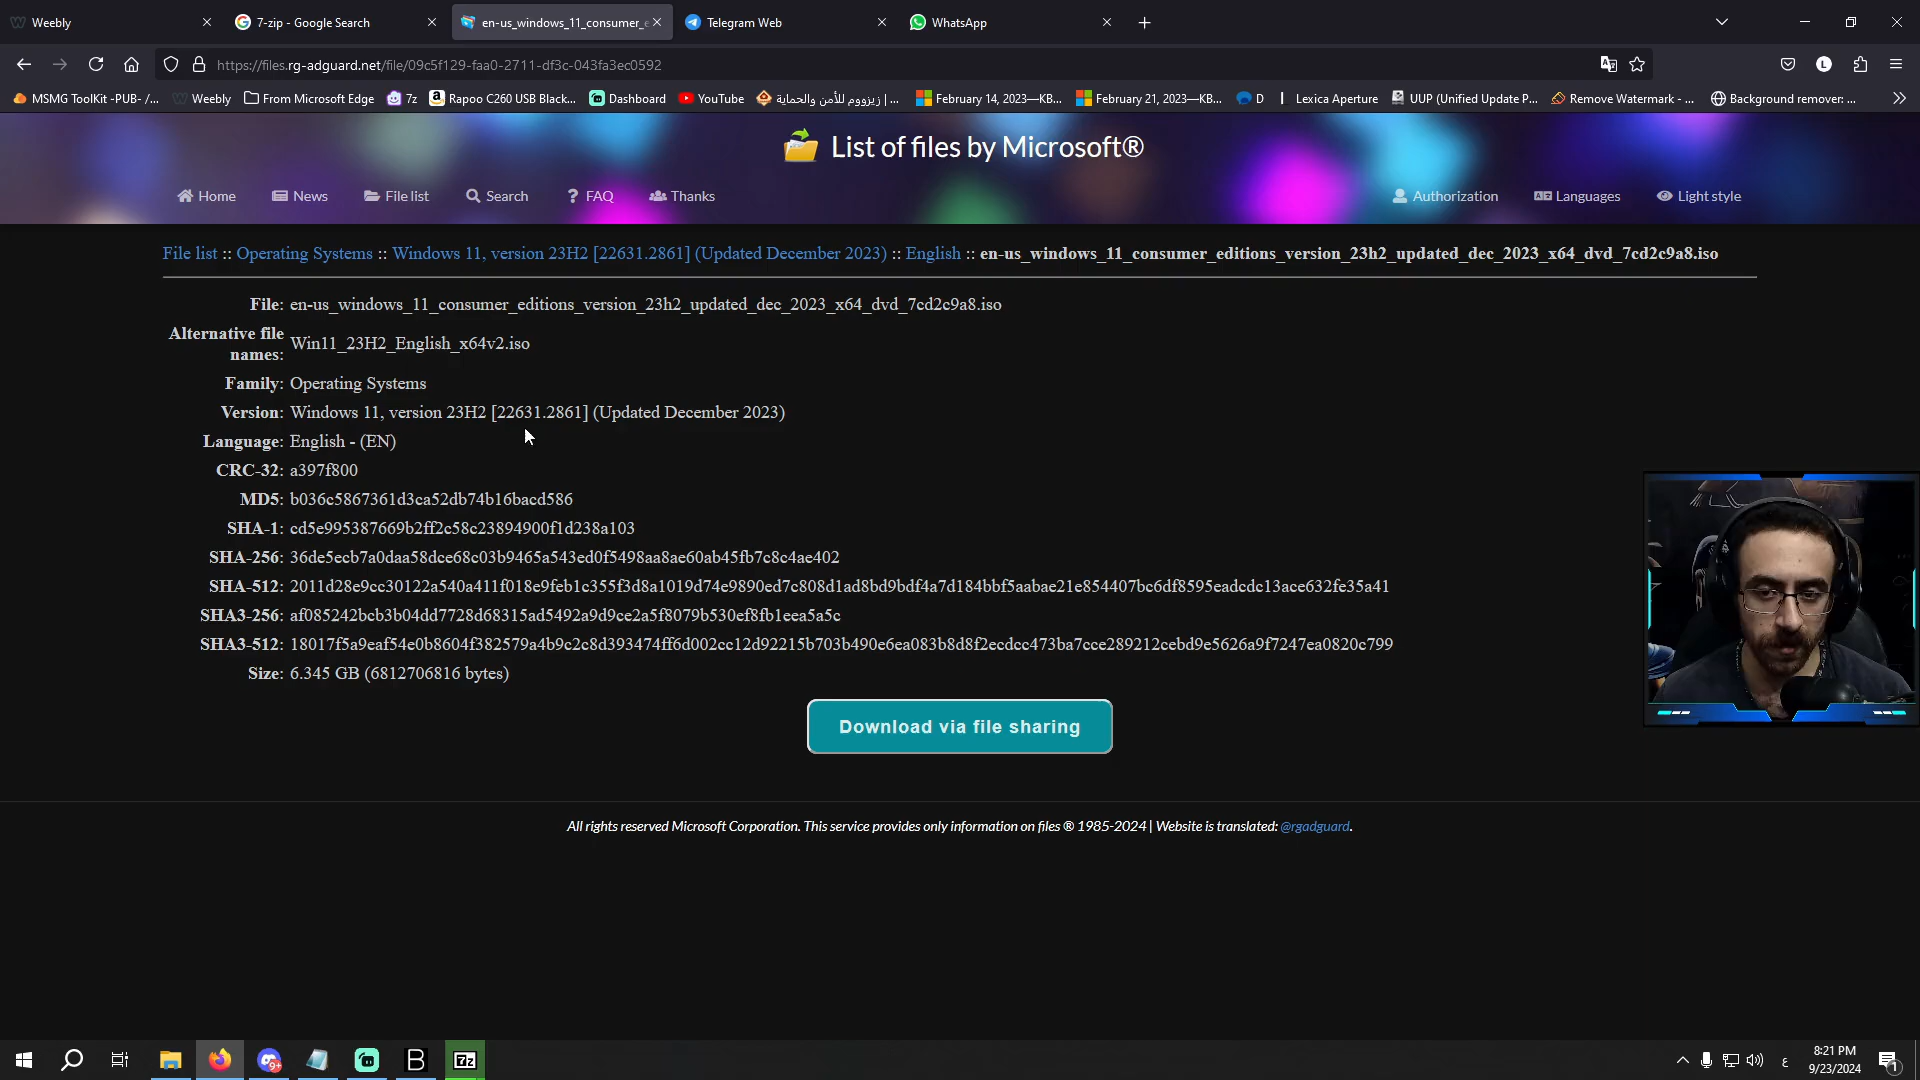 Weebly
7-zip - Google Search
en-us_windows_11_consumer_e
Telegram Web
WhatsApp
https://files.rg-adguard.net/file/09c5f129-faa0-2711-df3c-043fa3ec0592
L
MSMG ToolKit -PUB- /...
Weebly
From Microsoft Edge
7z
Rapoo C260 USB Black...
Dashboard
YouTube
زيزووم للأمن والحماية | ...
February 14, 2023—KB...
February 21, 2023—KB...
D
Lexica Aperture
UUP (Unified Update P...
Remove Watermark - ...
Background remover: ...
List of files by Microsoft®
Home
News
File list
Search
? FAQ
Thanks
Authorization
Languages
Light style
File list :: Operating Systems :: Windows 11, version 23H2 [22631.2861] (Updated December 2023) :: English :: en-us_windows_11_consumer_editions_version_23h2_updated_dec_2023_x64_dvd_7cd2c9a8.iso
File: en-us_windows_11_consumer_editions_version_23h2_updated_dec_2023_x64_dvd_7cd2c9a8.iso
Alternative file names: Win11_23H2_English_x64v2.iso
Family: Operating Systems
Version: Windows 11, version 23H2 [22631.2861] (Updated December 2023)
Language: English - (EN)
CRC-32: a397f800
MD5: b036c5867361d3ca52db74b16bacd586
SHA-1: cd5e995387669b2ff2c58c23894900f1d238a103
SHA-256: 36de5ecb7a0daa58dce68c03b9465a543ed0f5498aa8ae60ab45fb7c8c4ae402
SHA-512: 2011d28e9cc30122a540a411f018e9feb1c355f3d8a1019d74e9890ed7c808d1ad8bd9bdf4a7d184bbf5aabae21e854407bc6df8595eadcdc13ace632fe35a41
SHA3-256: af085242bcb3b04dd7728d68315ad5492a9d9ce2a5f8079b530ef8fb1eea5a5c
SHA3-512: 18017f5a9eaf54e0b8604f382579a4b9c2c8d393474ff6d002cc12d92215b703b490e6ea083b8d8f2ecdcc473ba7cce289212cebd9e5626a9f7247ea0820c799
Size: 6.345 GB (6812706816 bytes)
Download via file sharing
All rights reserved Microsoft Corporation. This service provides only information on files ® 1985-2024 | Website is translated: @rgadguard.
9+
B
7z
ع
8:21 PM
9/23/2024
1